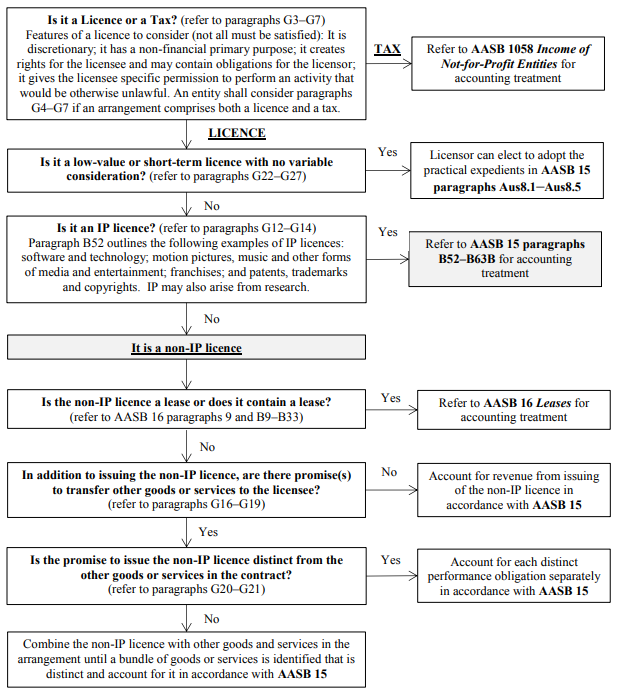 Is it a Licence or a Tax? (refer to paragraphs G3–G7)
Features of a licence to consider (not all must be satisfied): It is
discretionary; it has a non-financial primary purpose; it creates
rights for the licensee and may contain obligations for the licensor;
it gives the licensee specific permission to perform an activity that
would be otherwise unlawful. An entity shall consider paragraphs
G4–G7 if an arrangement comprises both a licence and a tax.
TAX
Refer to AASB 1058 Income of
Not-for-Profit Entities for
accounting treatment
LICENCE
Is it a low-value or short-term licence with no variable
consideration? (refer to paragraphs G22–G27)
Yes
Licensor can elect to adopt the
practical expedients in AASB 15
paragraphs Aus8.1─Aus8.5
No
Is it an IP licence? (refer to paragraphs G12–G14)
Paragraph B52 outlines the following examples of IP licences:
software and technology; motion pictures, music and other forms
of media and entertainment; franchises; and patents, trademarks
and copyrights. IP may also arise from research.
Yes
Refer to AASB 15 paragraphs
B52–B63B for accounting
treatment
No
It is a non-IP licence
Is the non-IP licence a lease or does it contain a lease?
(refer to AASB 16 paragraphs 9 and B9–B33)
Yes
Refer to AASB 16 Leases for
accounting treatment
No
In addition to issuing the non-IP licence, are there promise(s)
to transfer other goods or services to the licensee?
(refer to paragraphs G16–G19)
No
Account for revenue from issuing
of the non-IP licence in
accordance with AASB 15
Yes
Is the promise to issue the non-IP licence distinct from the
other goods or services in the contract?
(refer to paragraphs G20–G21)
Yes
Account for each distinct
performance obligation separately
in accordance with AASB 15
No
Combine the non-IP licence with other goods and services in the
arrangement until a bundle of goods or services is identified that is
distinct and account for it in accordance with AASB 15